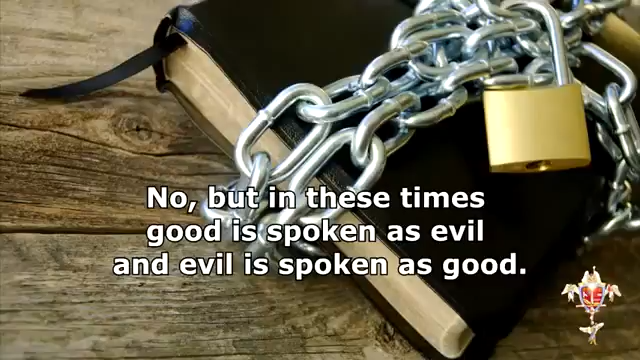 No, but in these times
good is spoken as evil
and evil is spoken as good.